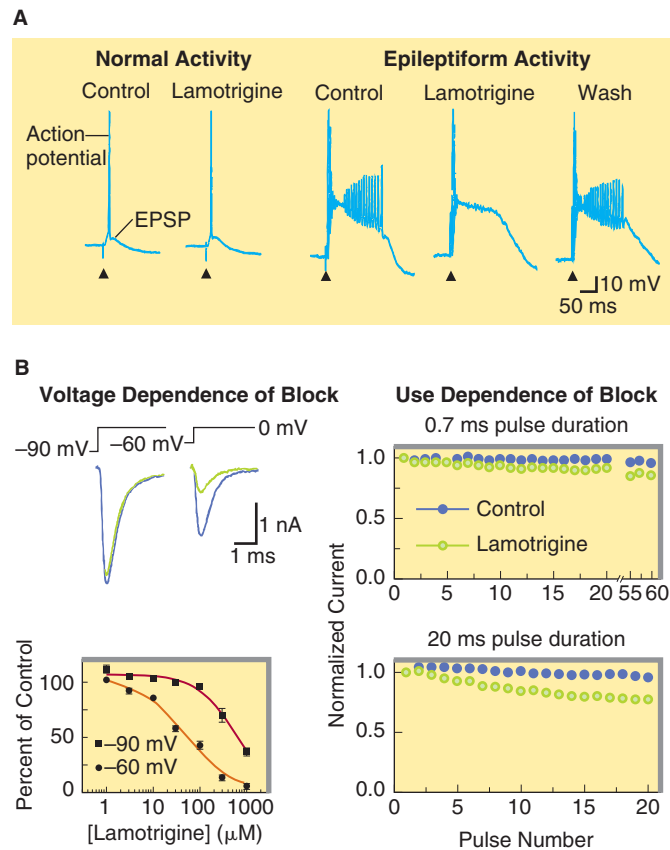 A
Normal Activity
Epileptiform Activity
Control
Lamotrigine
Control
Lamotrigine
Wash
Action
potential
EPSP
10 mV
50 ms
B
Voltage Dependence of Block
Use Dependence of Block
–90 mV
–60 mV
0 mV
1 nA
1 ms
0.7 ms pulse duration
1.0
0.5
0.0
Control
Lamotrigine
5
10
15
20
55
60
Normalized Current
20 ms pulse duration
1.0
0.5
0.0
0
5
10
15
20
Pulse Number
Percent of Control
100
50
0
–90 mV
–60 mV
1
10
100
1000
[Lamotrigine] (μM)